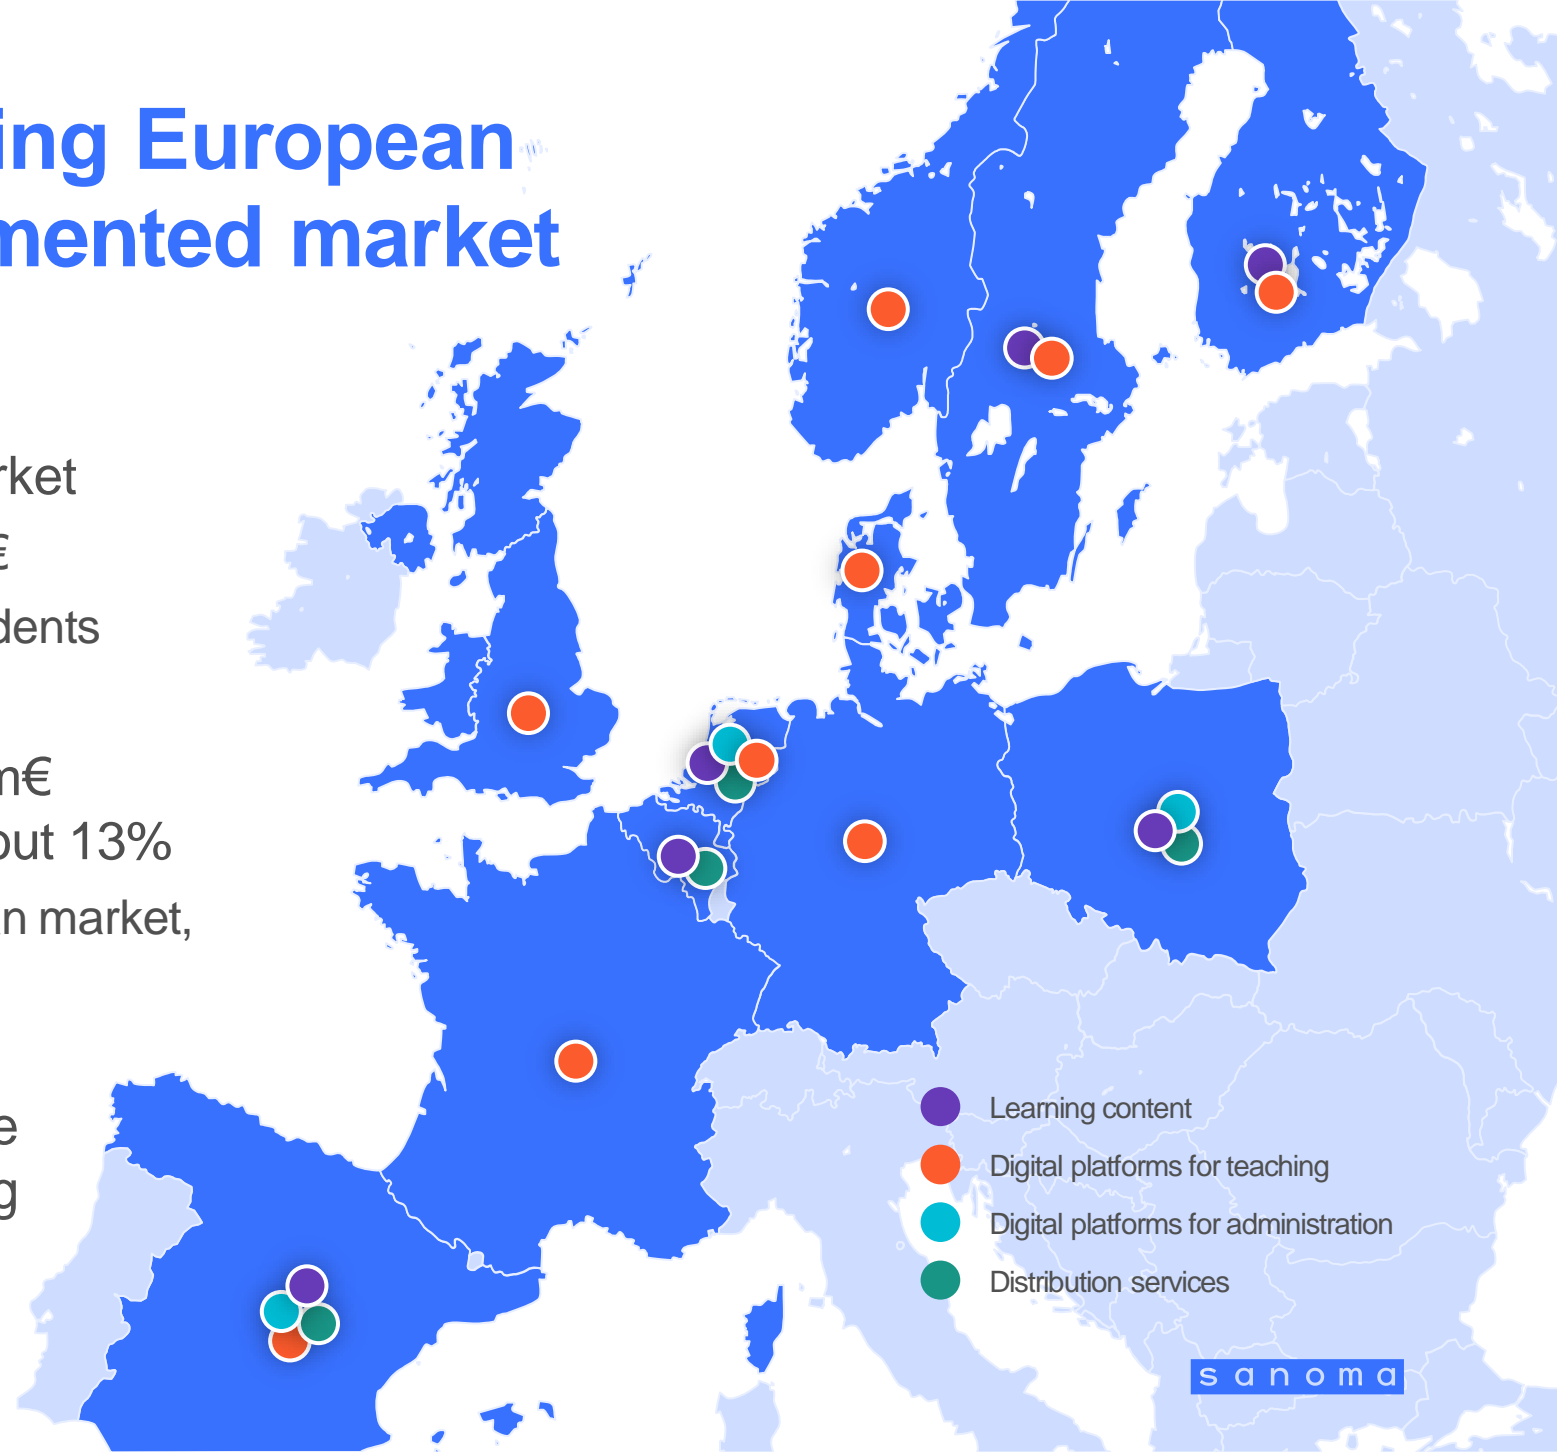 ing European
mented market
rket
€
dents
m€
out 13%
n market,
e
g
Learning content
Digital platforms for teaching
Digital platforms for administration
Distribution services
sanoma